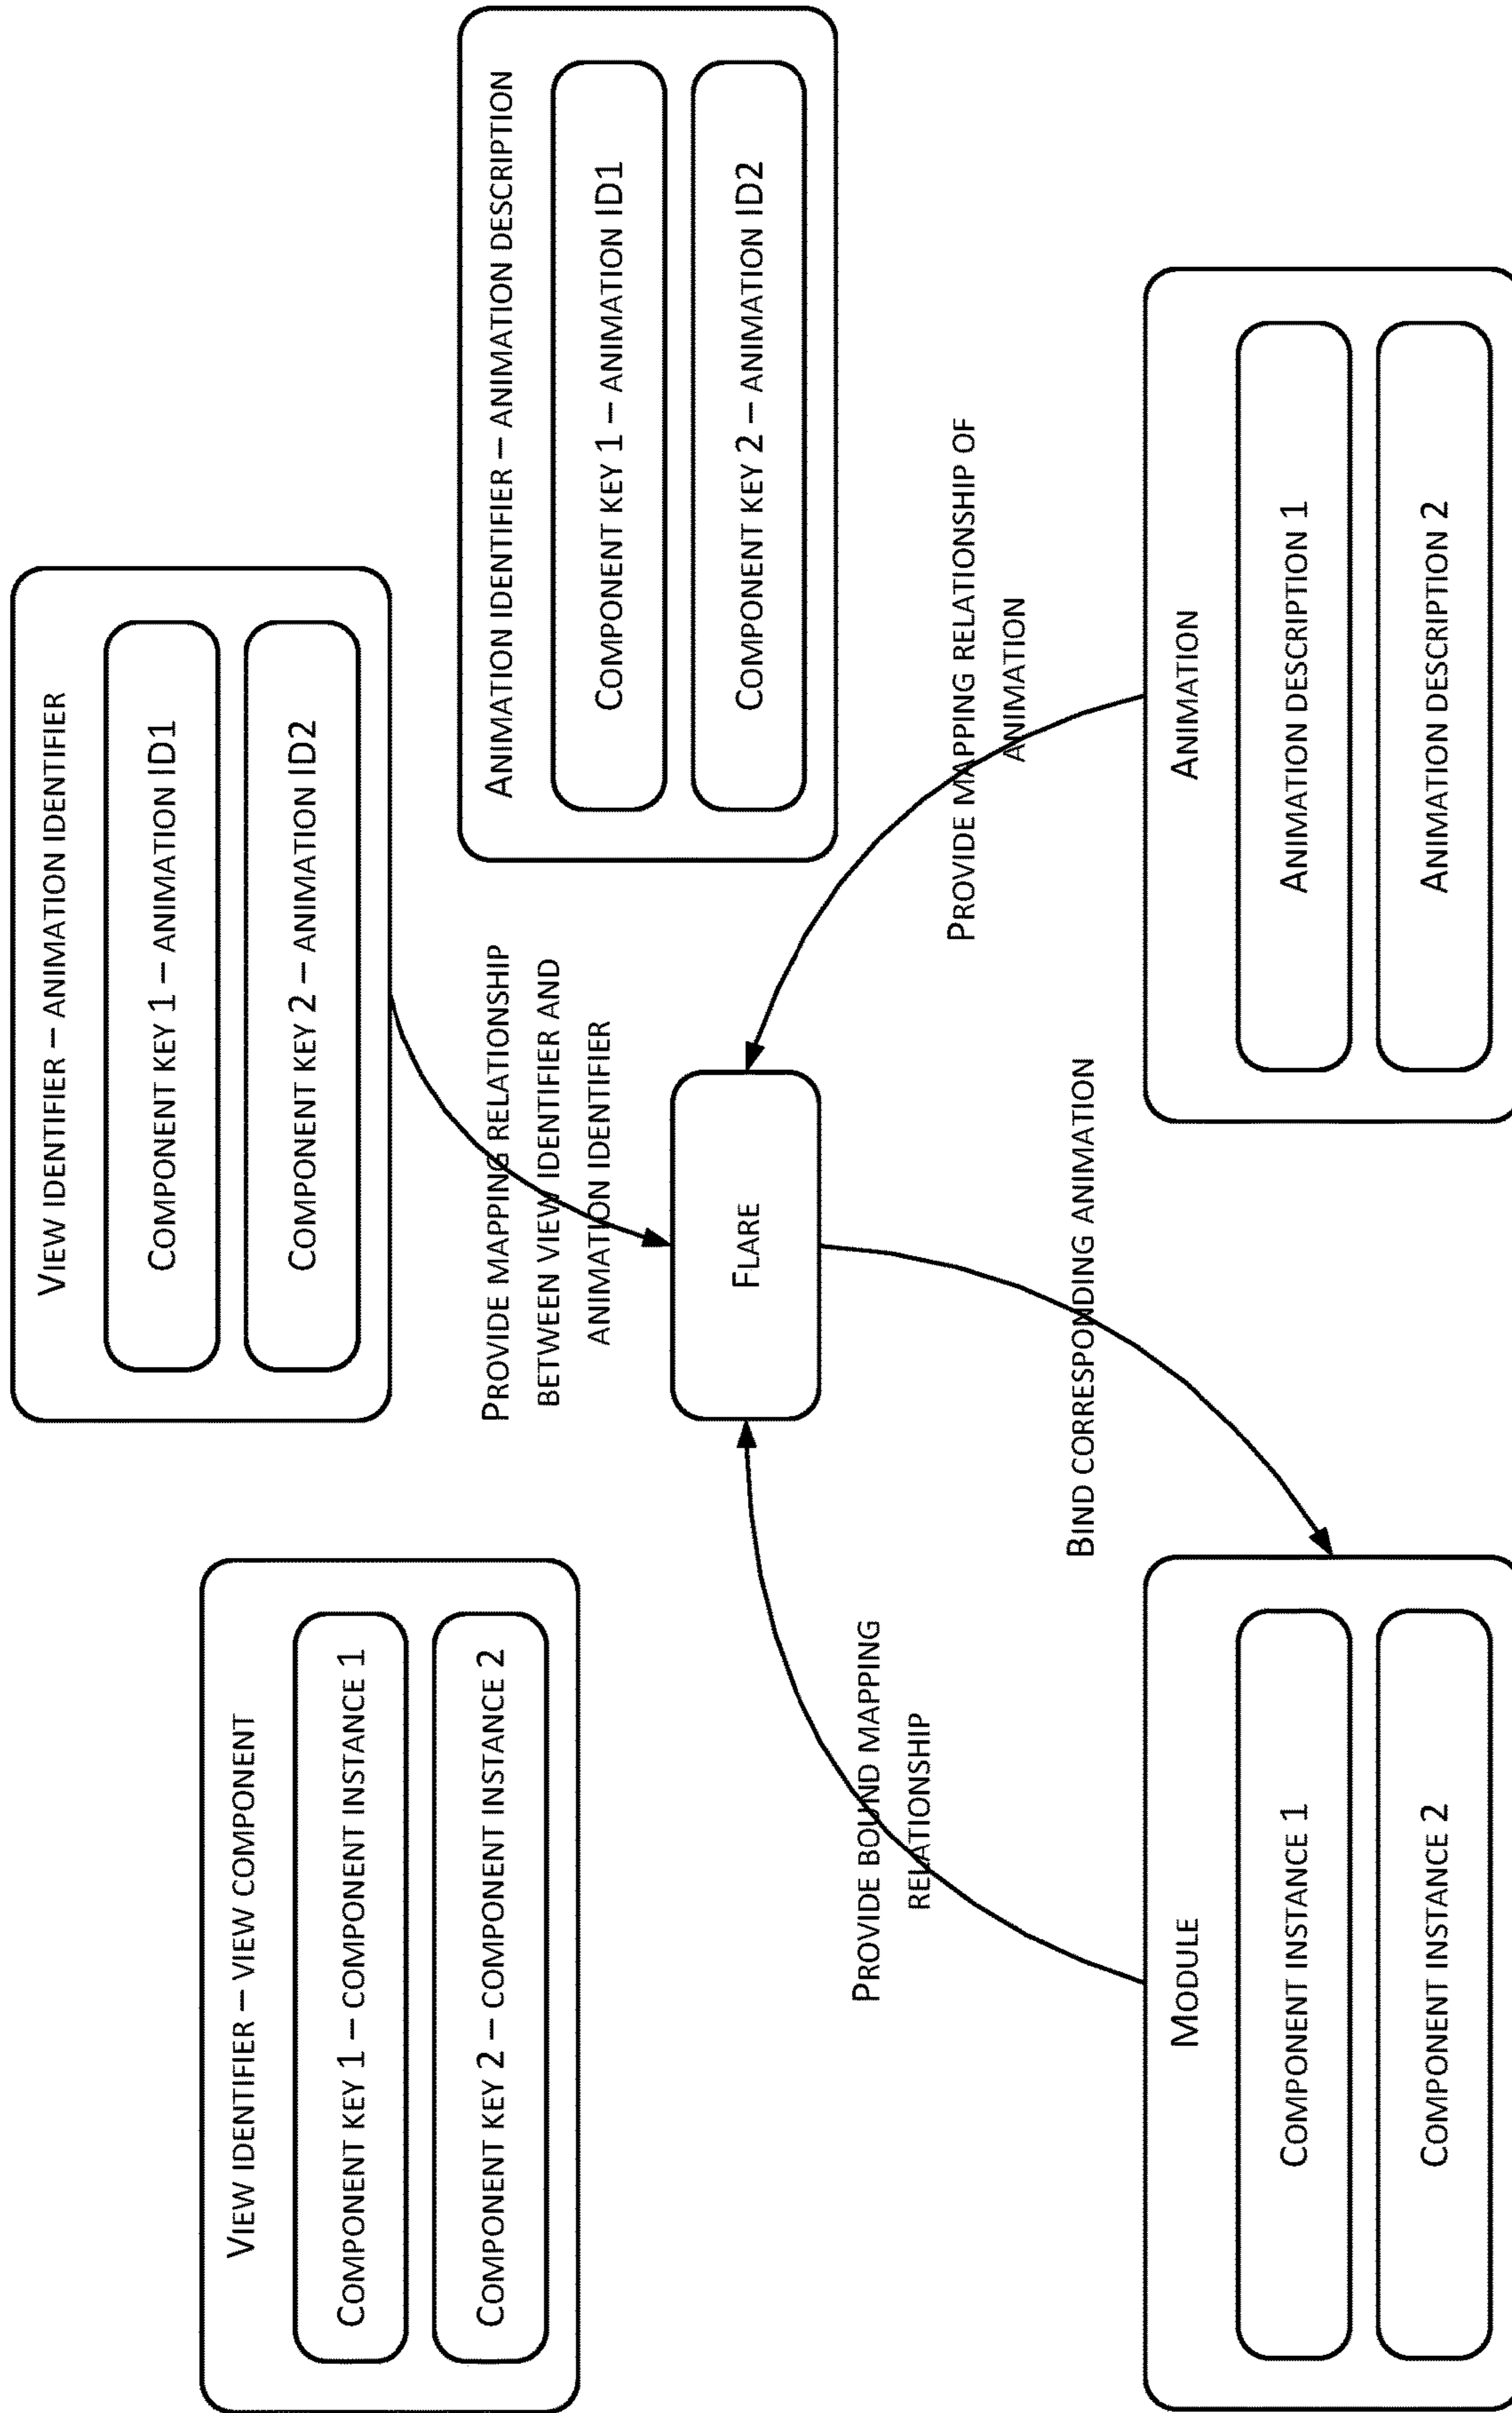 VIEW IDENTIFIER – ANIMATION IDENTIFIER
COMPONENT KEY 1 – ANIMATION ID1
COMPONENT KEY 2 – ANIMATION ID2
VIEW IDENTIFIER – VIEW COMPONENT
COMPONENT KEY 1 – COMPONENT INSTANCE 1
COMPONENT KEY 2 – COMPONENT INSTANCE 2
ANIMATION IDENTIFIER – ANIMATION DESCRIPTION
COMPONENT KEY 1 – ANIMATION ID1
COMPONENT KEY 2 – ANIMATION ID2
PROVIDE MAPPING RELATIONSHIP
BETWEEN VIEW IDENTIFIER AND
ANIMATION IDENTIFIER
FLARE
PROVIDE BOUND MAPPING
RELATIONSHIP
PROVIDE MAPPING RELATIONSHIP OF
ANIMATION
BIND CORRESPONDING ANIMATION
MODULE
COMPONENT INSTANCE 1
COMPONENT INSTANCE 2
ANIMATION
ANIMATION DESCRIPTION 1
ANIMATION DESCRIPTION 2